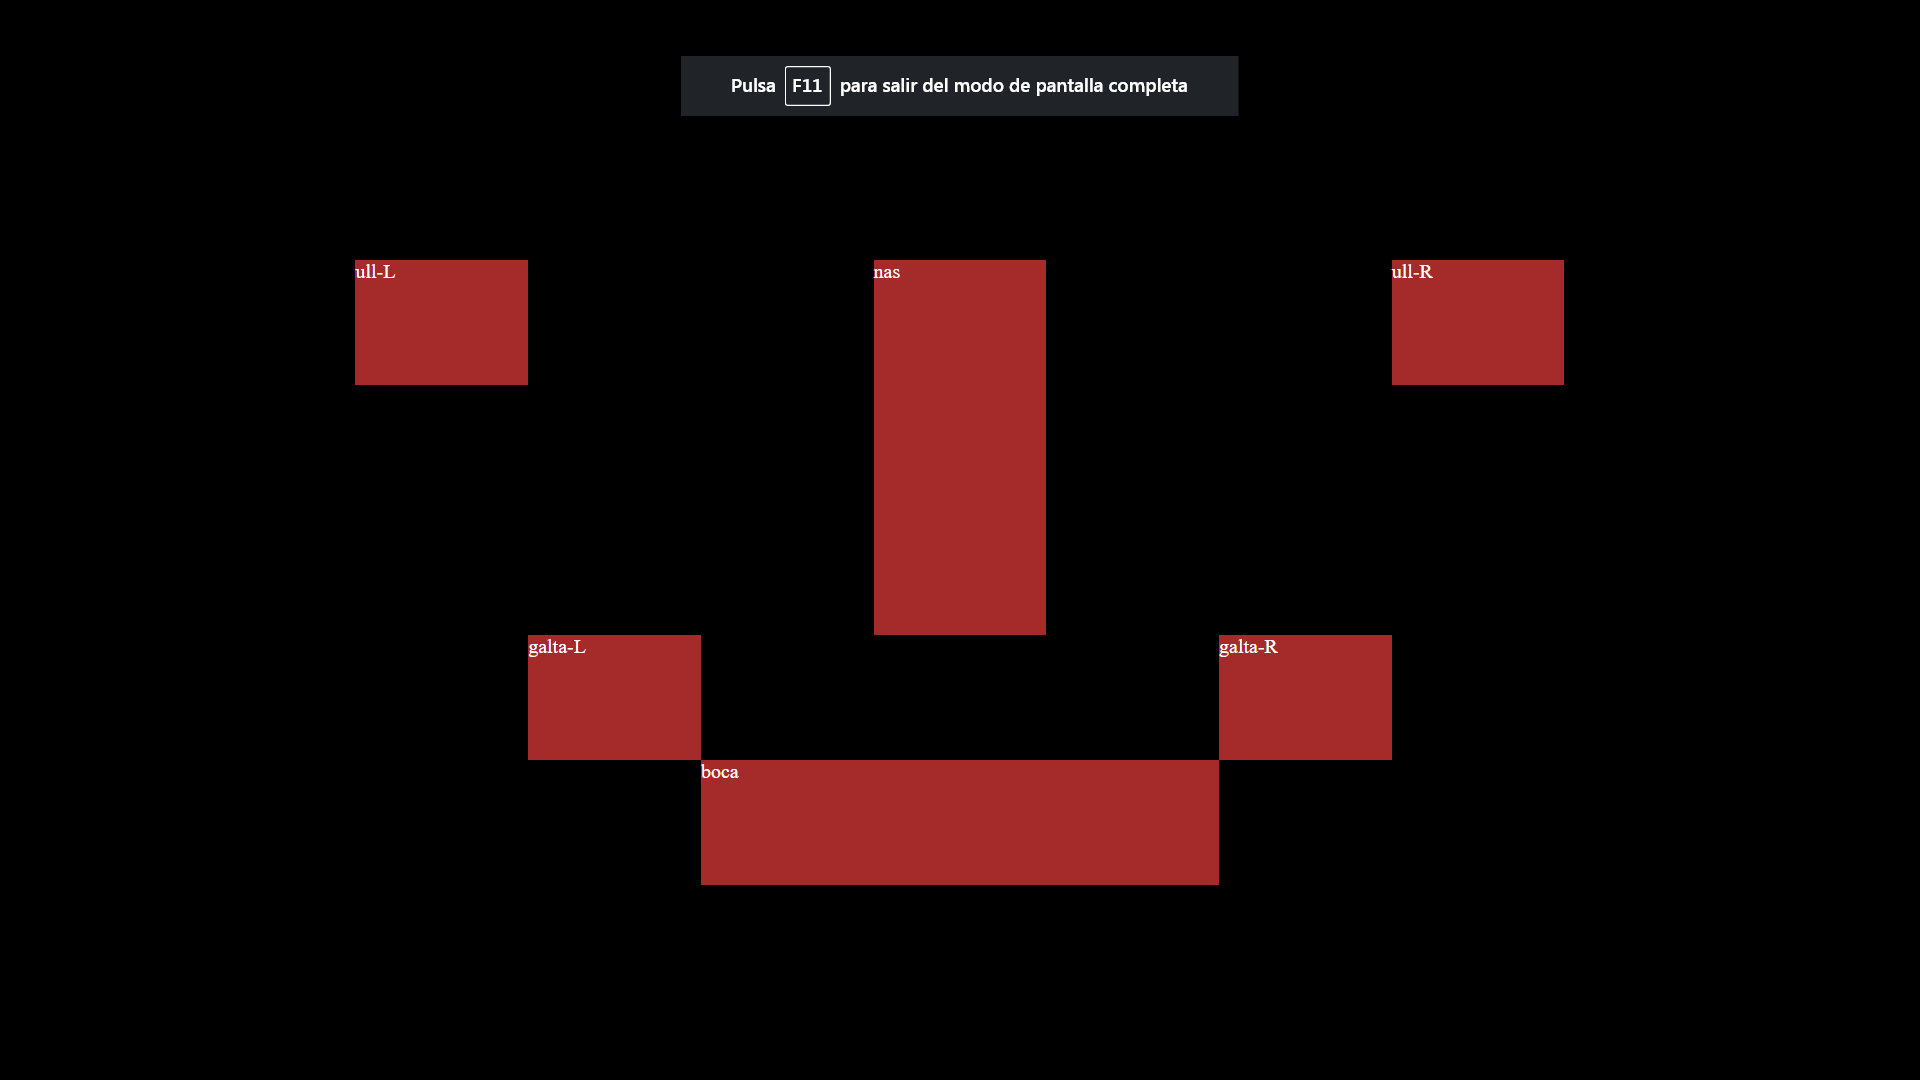 Pulsa F11 para salir del modo de pantalla completa
ull-L
nas
ull-R
galta-L
galta-R
boca